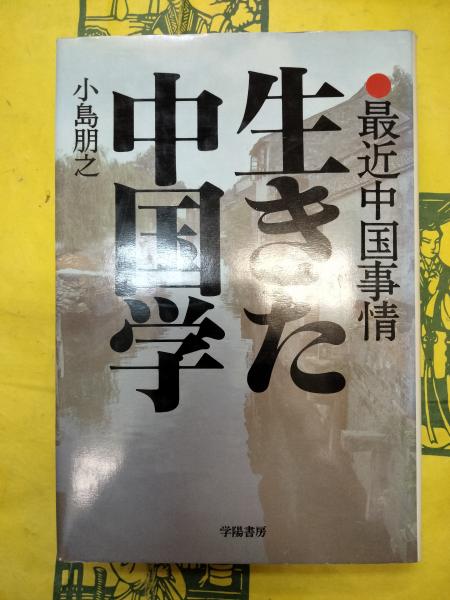 ●最近中国事情
生きた
中国学
小島朋之
学陽書房